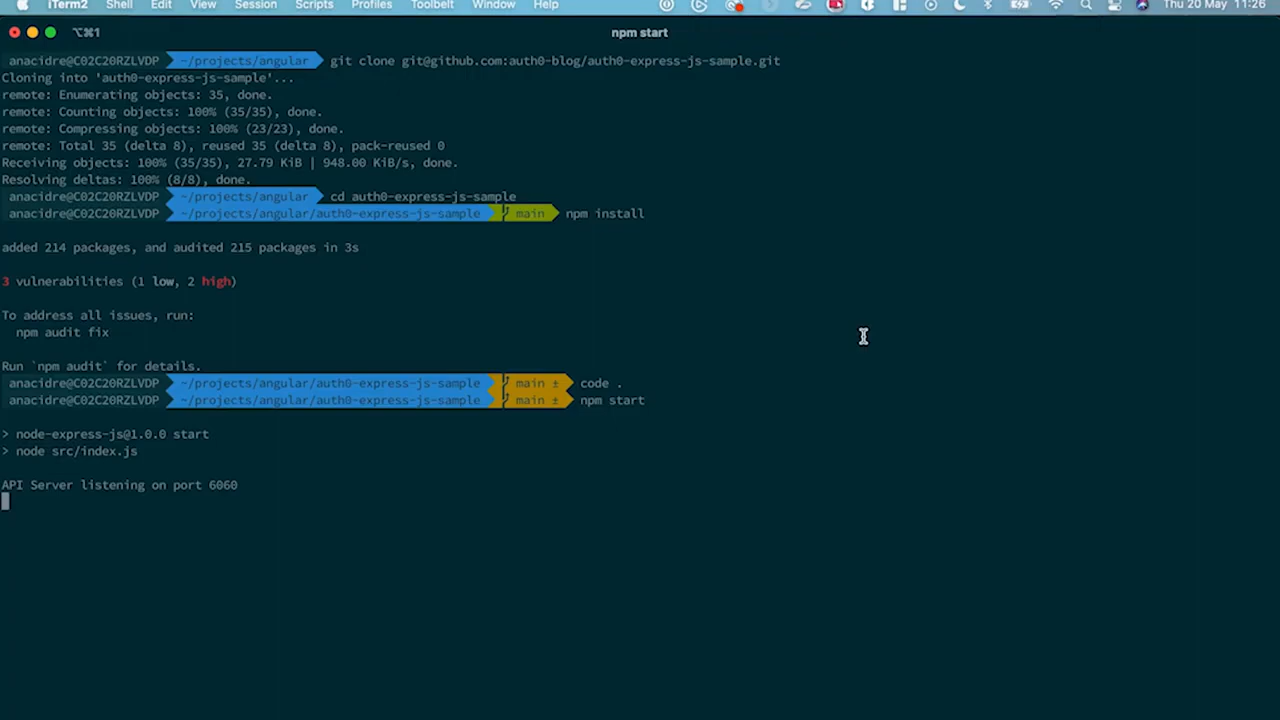 iTerm2 Shell Edit View Session Scripts Profiles Toolbelt Window Help Thu 20 May 11:26
⌥⌘1 npm start
anacidre@C02C20RZLVDP ~/projects/angular git clone git@github.com:auth0-blog/auth0-express-js-sample.git
Cloning into 'auth0-express-js-sample'...
remote: Enumerating objects: 35, done.
remote: Counting objects: 100% (35/35), done.
remote: Compressing objects: 100% (23/23), done.
remote: Total 35 (delta 8), reused 35 (delta 8), pack-reused 0
Receiving objects: 100% (35/35), 27.79 KiB | 948.00 KiB/s, done.
Resolving deltas: 100% (8/8), done.
anacidre@C02C20RZLVDP ~/projects/angular cd auth0-express-js-sample
anacidre@C02C20RZLVDP ~/projects/angular/auth0-express-js-sample main npm install
added 214 packages, and audited 215 packages in 3s
3 vulnerabilities (1 low, 2 high)
To address all issues, run:
npm audit fix
Run `npm audit` for details.
anacidre@C02C20RZLVDP ~/projects/angular/auth0-express-js-sample main ± code .
anacidre@C02C20RZLVDP ~/projects/angular/auth0-express-js-sample main ± npm start
> node-express-js@1.0.0 start
> node src/index.js
API Server listening on port 6060